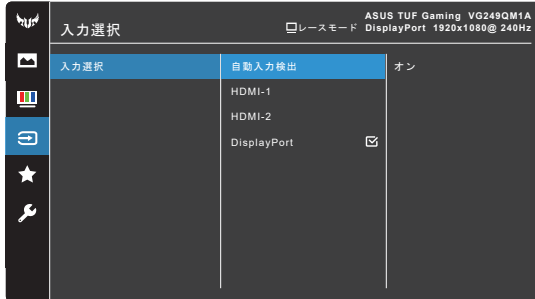 入力選択
レースモード
ASUS TUF Gaming VG249QM1A
DisplayPort 1920x1080@ 240Hz
入力選択
自動入力検出
オン
HDMI-1
HDMI-2
DisplayPort